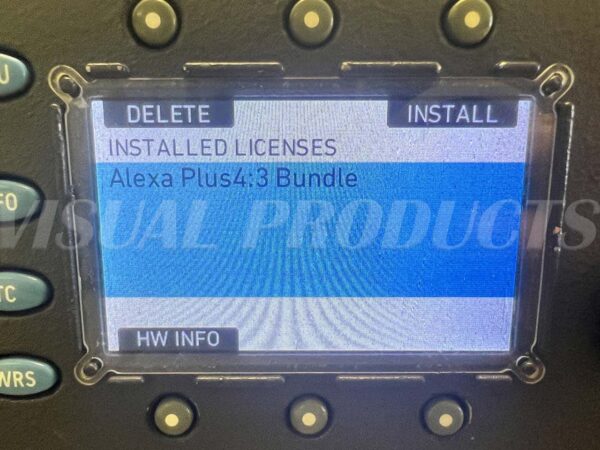 DELETE INSTALL
INSTALLED LICENSES
Alexa Plus4:3 Bundle
VISUAL PRODUCTS
HW INFO